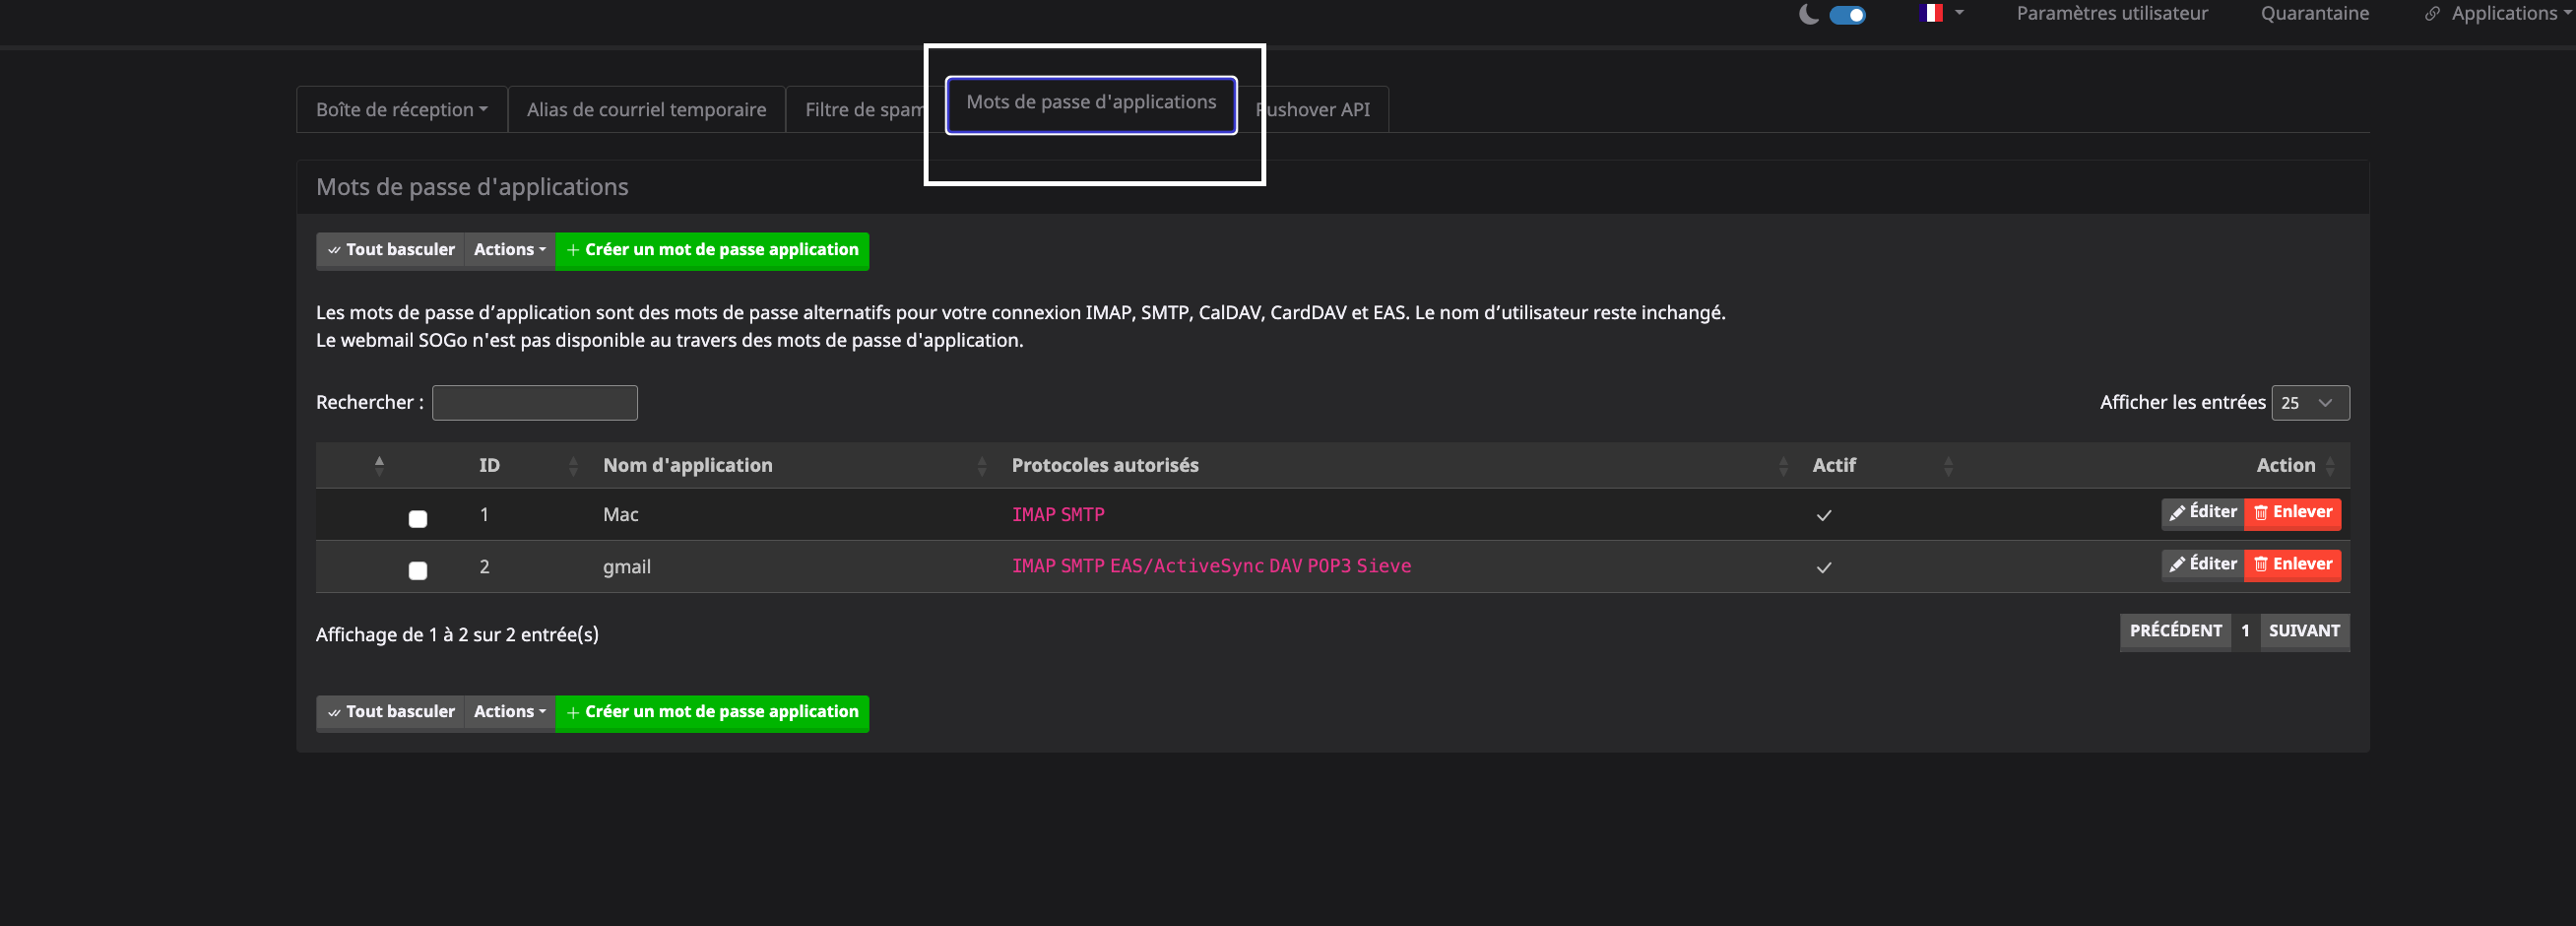 Paramètres utilisateur Quarantaine Applications
Boîte de réception Alias de courriel temporaire Filtre de spam Mots de passe d'applications Pushover API
Mots de passe d'applications
Tout basculer Actions Créer un mot de passe application
Les mots de passe d’application sont des mots de passe alternatifs pour votre connexion IMAP, SMTP, CalDAV, CardDAV et EAS. Le nom d’utilisateur reste inchangé.
Le webmail SOGo n'est pas disponible au travers des mots de passe d'application.
Rechercher : Afficher les entrées 25
ID Nom d'application Protocoles autorisés Actif Action
1 Mac IMAP SMTP Éditer Enlever
2 gmail IMAP SMTP EAS/ActiveSync DAV POP3 Sieve Éditer Enlever
Affichage de 1 à 2 sur 2 entrée(s) PRÉCÉDENT 1 SUIVANT
Tout basculer Actions Créer un mot de passe application